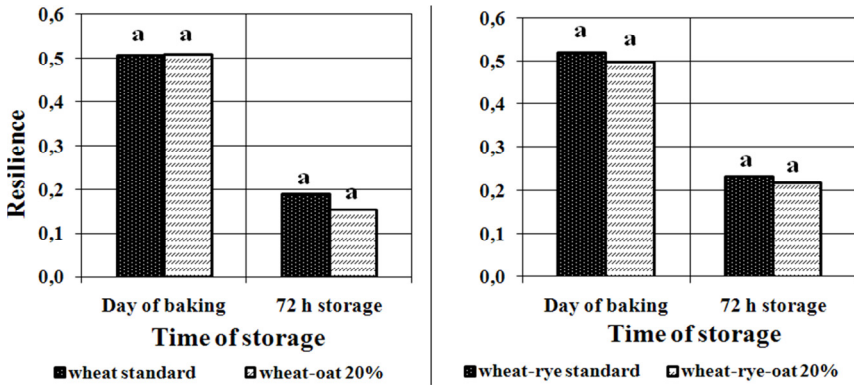 0,6
a a
0,5
0,4
0,3
a
a
0,2
0,1
0,0
Resilience
Day of baking 72 h storage
Time of storage
wheat standard wheat-oat 20%
0,6
a
a
0,5
0,4
0,3
a a
0,2
0,1
0,0
Day of baking 72 h storage
Time of storage
wheat-rye standard wheat-rye-oat 20%